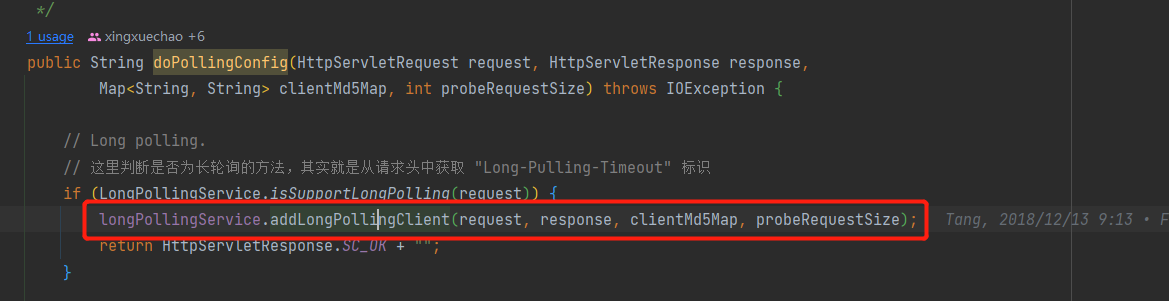 */
1 usage xingxuechao +6
public String doPollingConfig(HttpServletRequest request, HttpServletResponse response,
Map<String, String> clientMd5Map, int probeRequestSize) throws IOException {
// Long polling.
// 这里判断是否为长轮询的方法，其实就是从请求头中获取 "Long-Pulling-Timeout" 标识
if (LongPollingService.isSupportLongPolling(request)) {
longPollingService.addLongPollingClient(request, response, clientMd5Map, probeRequestSize); Tang, 2018/12/13 9:13 • F
return HttpServletResponse.SC_OK + "";
}